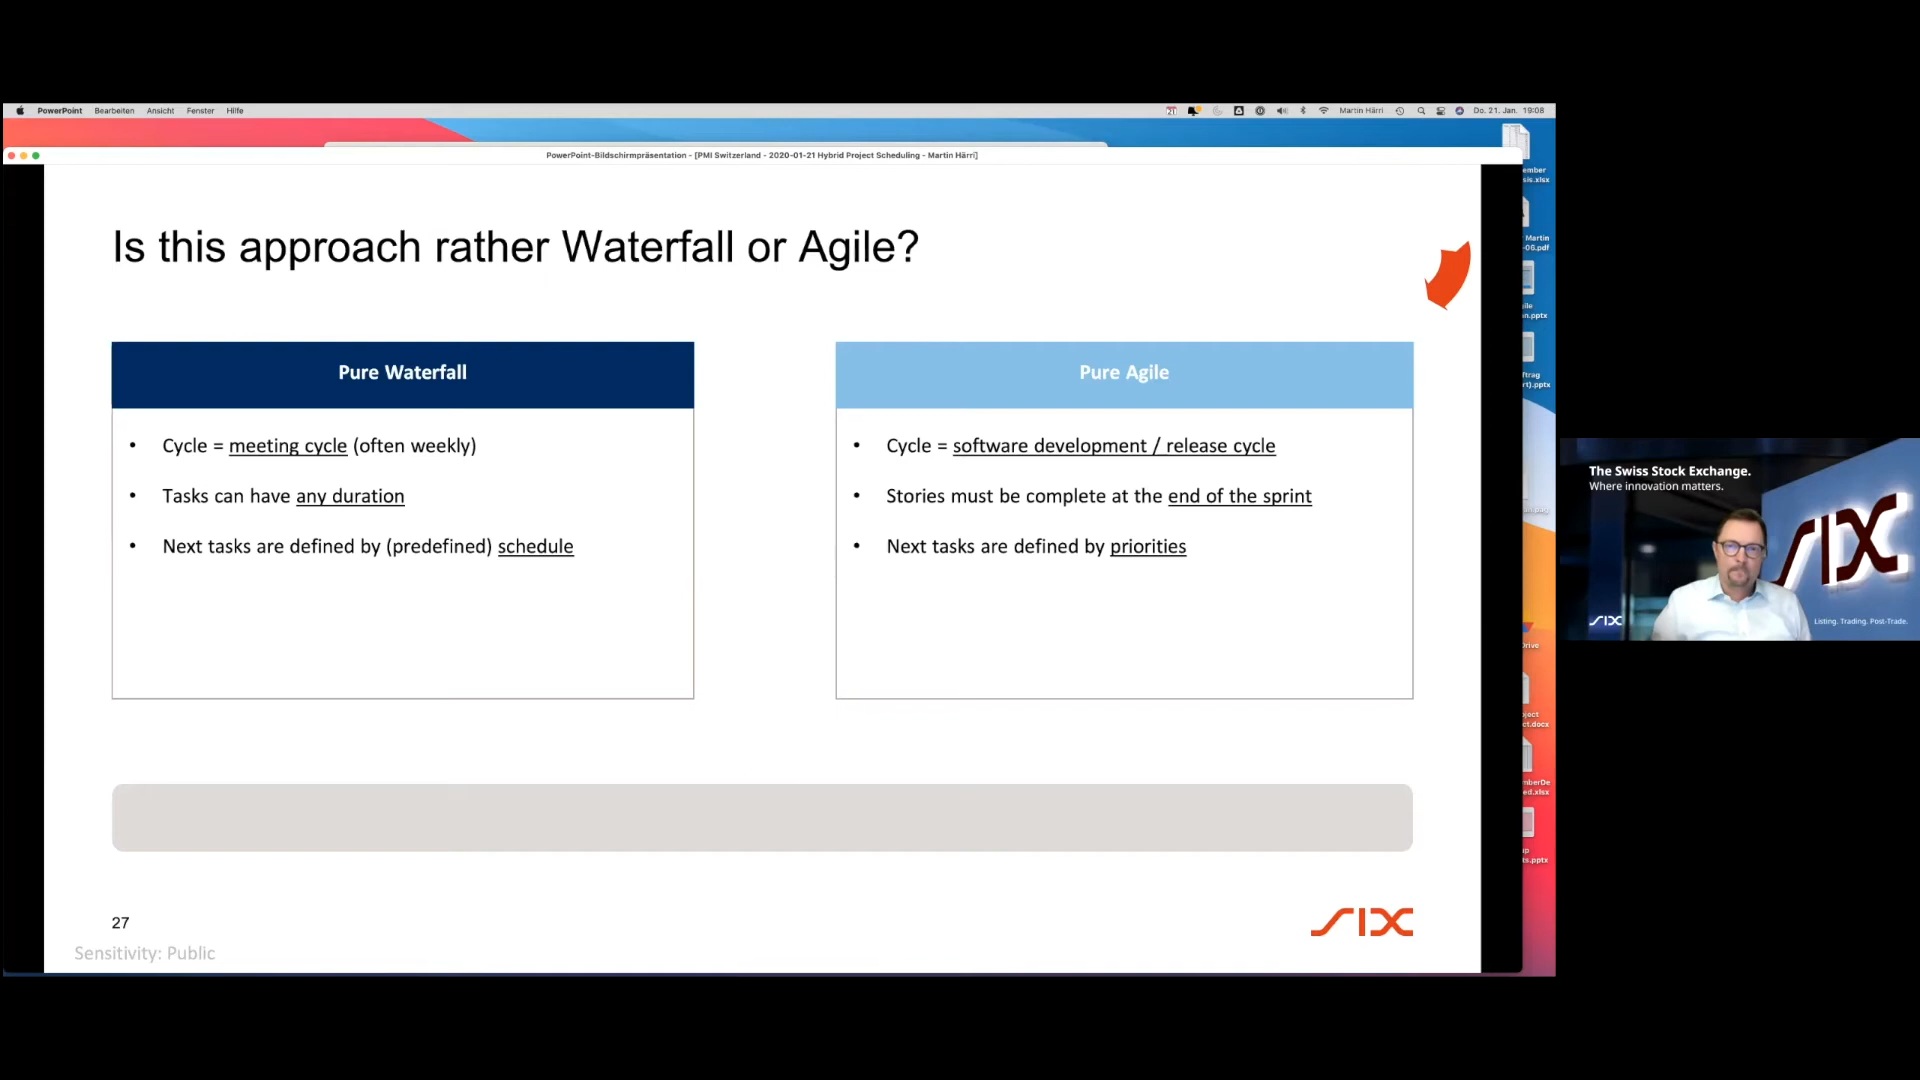 PowerPoint Bearbeiten Ansicht Fenster Hilfe
Martin Härri Do. 21. Jan. 19:08
PowerPoint-Bildschirmpräsentation - [PMI Switzerland - 2020-01-21 Hybrid Project Scheduling - Martin Härri]
Is this approach rather Waterfall or Agile?
Pure Waterfall
• Cycle = meeting cycle (often weekly)
• Tasks can have any duration
• Next tasks are defined by (predefined) schedule
Pure Agile
• Cycle = software development / release cycle
• Stories must be complete at the end of the sprint
• Next tasks are defined by priorities
27
SIX
Sensitivity: Public
The Swiss Stock Exchange.
Where innovation matters.
SIX
SIX
Listing. Trading. Post-Trade.
Martin